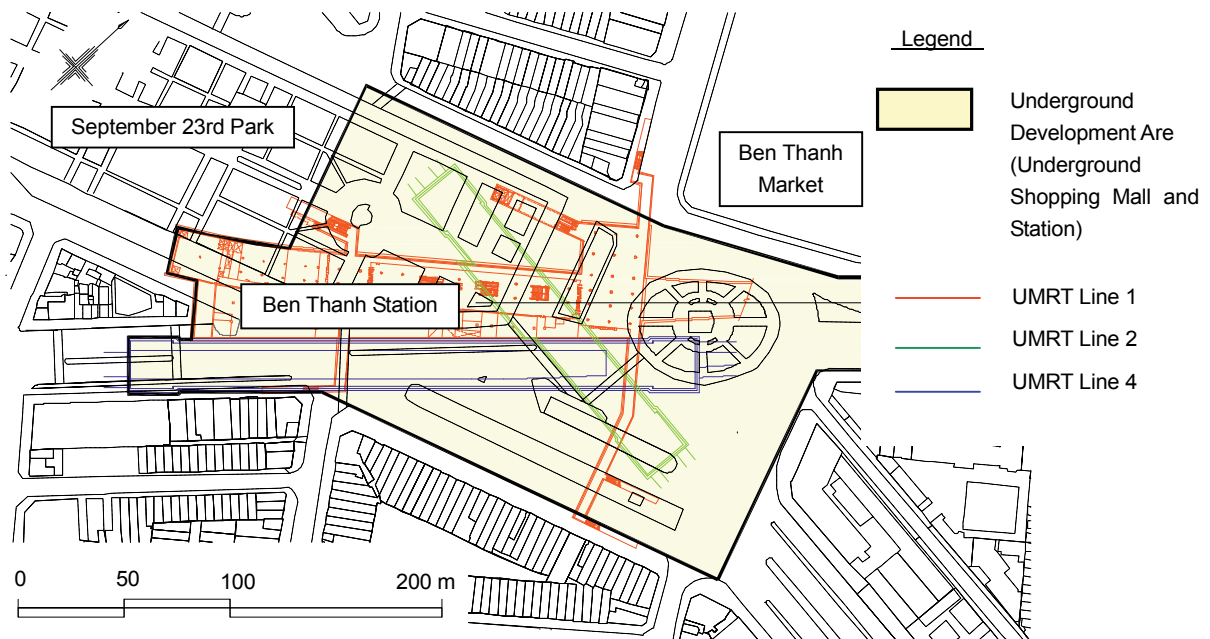 September 23rd Park
Ben Thanh
Market
Ben Thanh Station
0
50
100
200 m
Legend
Underground
Development Are
(Underground
Shopping Mall and
Station)
UMRT Line 1
UMRT Line 2
UMRT Line 4